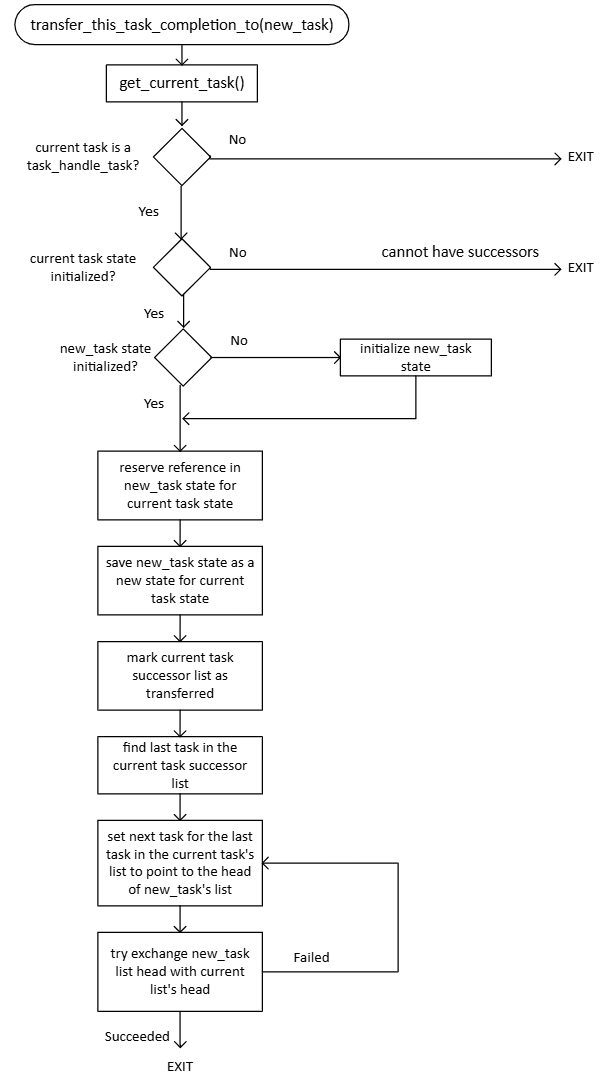 transfer_this_task_completion_to(new_task)
get_current_task()
current task is a
task_handle_task?
No
EXIT
Yes
current task state
initialized?
No
cannot have successors
EXIT
Yes
new_task state
initialized?
No
initialize new_task
state
Yes
reserve reference in
new_task state for
current task state
save new_task state as a
new state for current
task state
mark current task
successor list as
transferred
find last task in the
current task successor
list
set next task for the last
task in the current task's
list to point to the head
of new_task's list
try exchange new_task
list head with current
list's head
Failed
Succeeded
EXIT